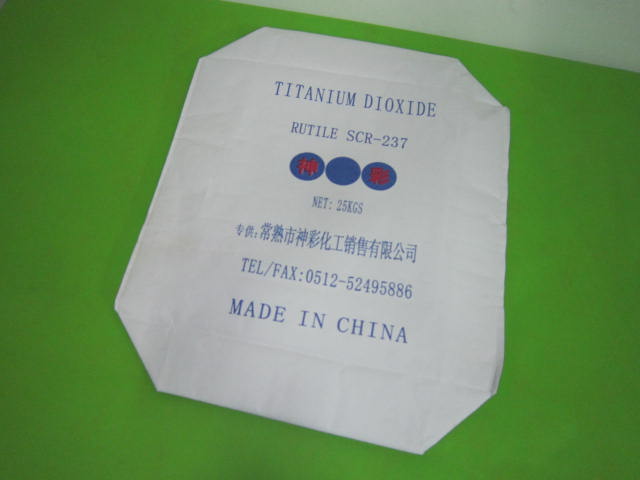 TITANIUM DIOXIDE
RUTILE SCR-237
神 彩
NET: 25KGS
专供:常熟市神彩化工销售有限公司
TEL/FAX:0512-52495886
MADE IN CHINA